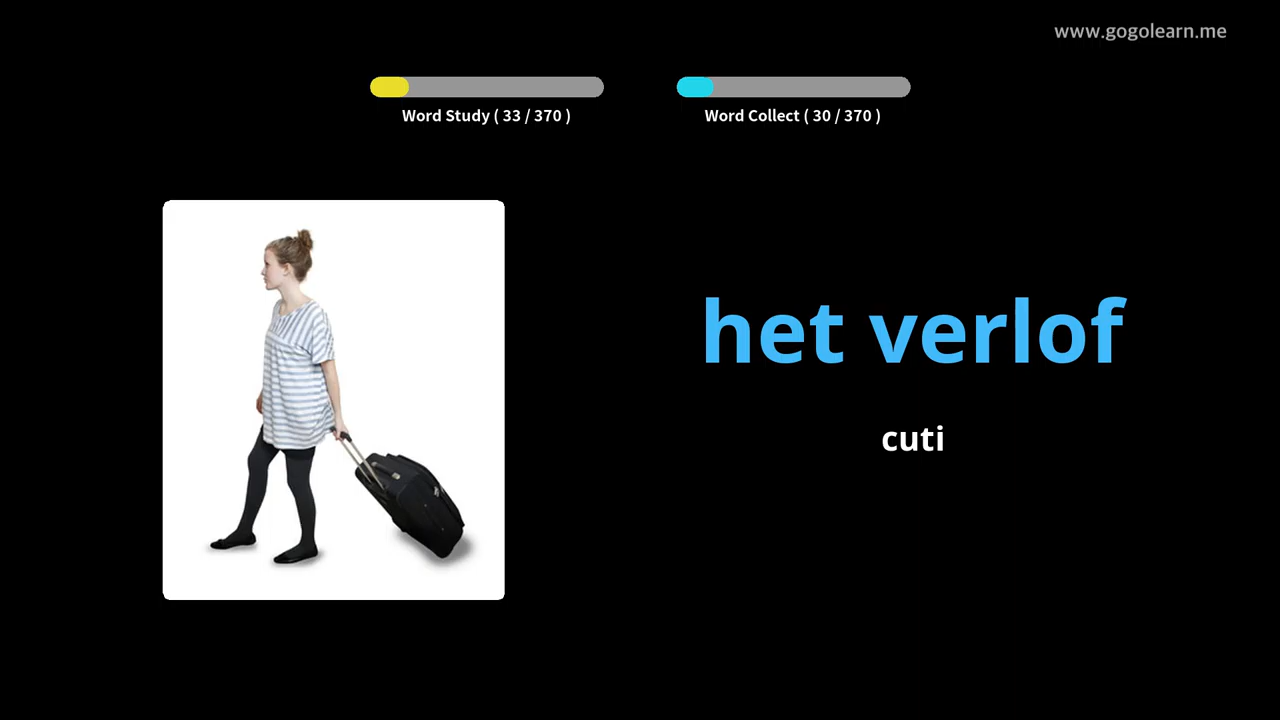 www.gogolearn.me
Word Study ( 33 / 370 )
Word Collect ( 30 / 370 )
het verlof
cuti